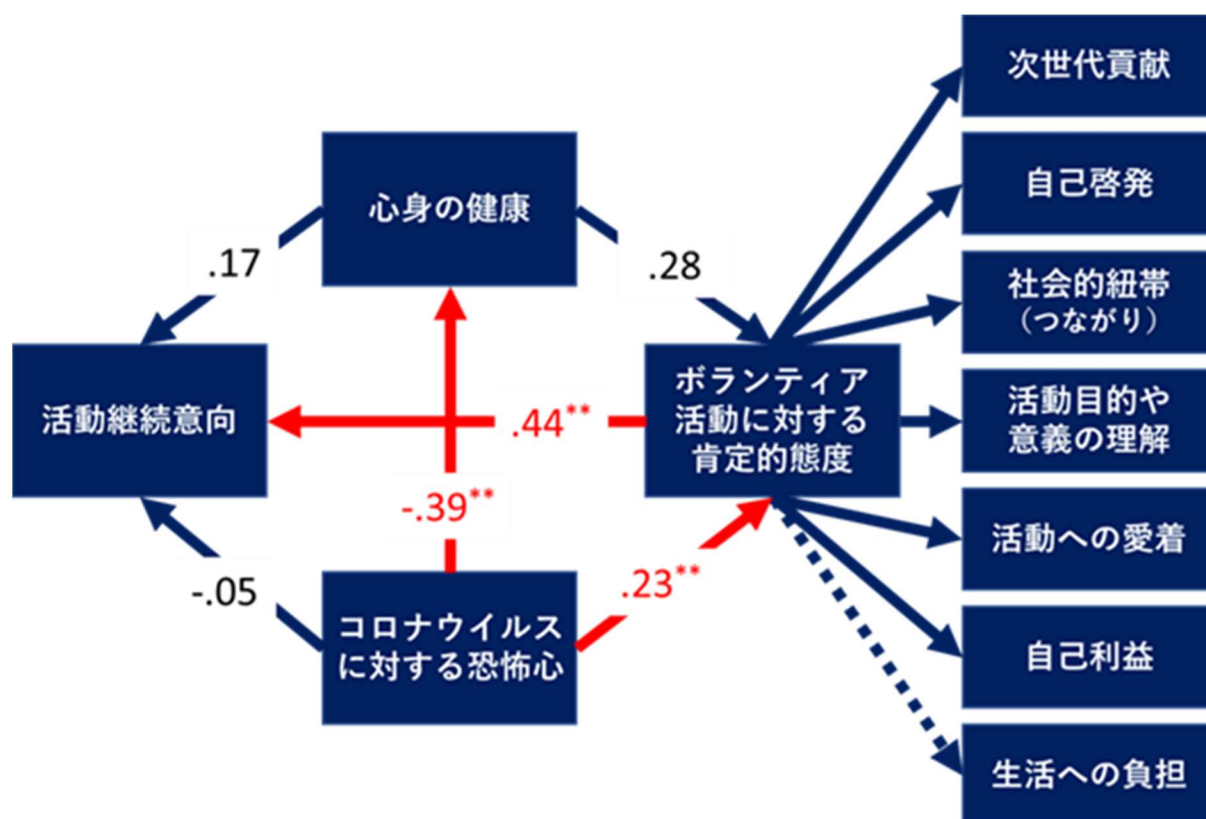 次世代貢献
自己啓発
心身の健康
.17
.28
社会的紐帯
（つながり）
活動継続意向
.44**
ボランティア
活動に対する
肯定的態度
活動目的や
意義の理解
-.39**
活動への愛着
-.05
.23**
コロナウイルス
に対する恐怖心
自己利益
生活への負担